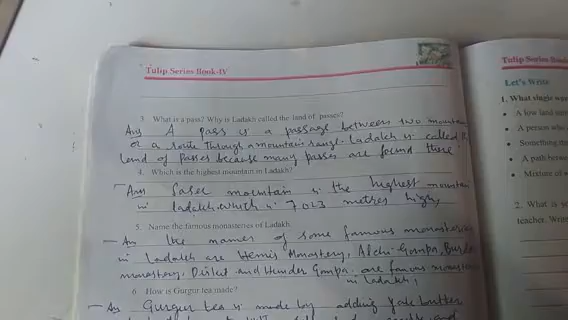 Tulip Series Book-IV
3. What is a pass? Why is Ladakh called the land of passes?
Ans A pass is a passage between two mountain
or a route through a mountain range. Ladakh is called the
land of Passes because many passes are found there.
4. Which is the highest mountain in Ladakh?
Ans Saser mountain is the highest mountain
in ladakh. which is 7023 metres high.
5. Name the famous monasteries of Ladakh.
Ans The names of some famous monasteries
in Ladakh are Hemis Monastery, Alchi Gompa,
monastery, Diskit and Hunder Gompa. are famous
in ladakh.
6. How is Gurgur tea made?
Ans Gurgur tea is made by adding yak butter
Tulip Series Book
Let's Write
1. What single
• A low land
• A person who
• Something
• A path
• Mixture of
2. What is
teacher. Write